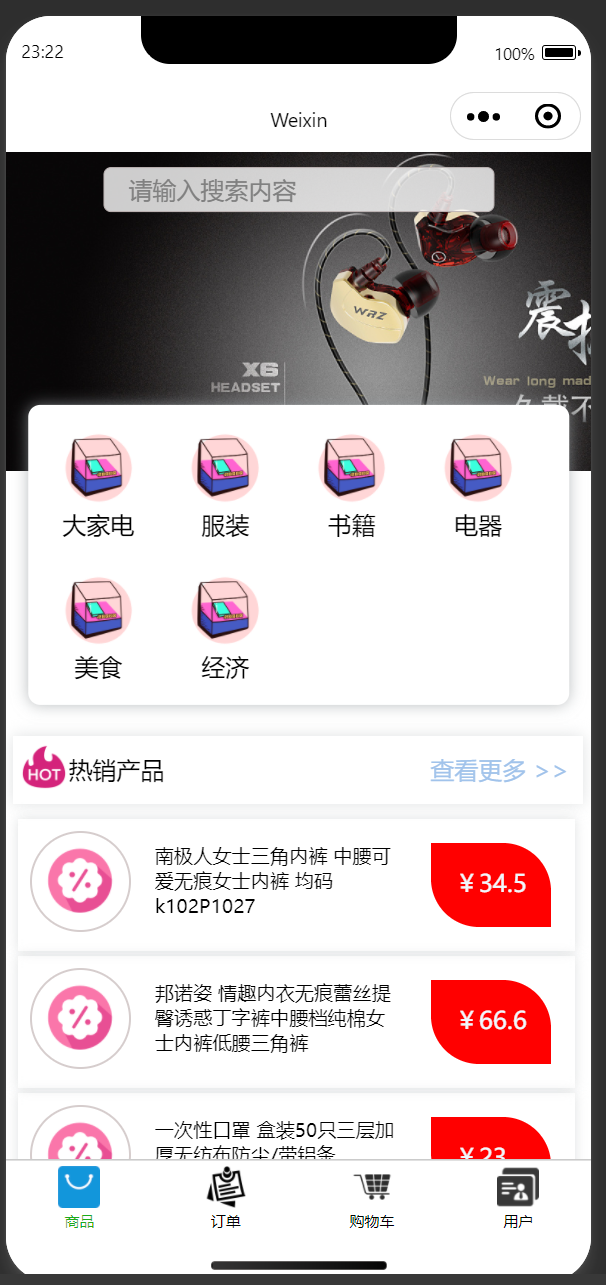 23:22
100%
Weixin
请输入搜索内容
WRZ
震
X6
HEADSET
Wear long mad
久戴不
大家电
服装
书籍
电器
美食
经济
HOT
热销产品
查看更多 >>
南极人女士三角内裤 中腰可
爱无痕女士内裤 均码
k102P1027
¥34.5
邦诺姿 情趣内衣无痕蕾丝提
臀诱惑丁字裤中腰档纯棉女
士内裤低腰三角裤
¥66.6
一次性口罩 盒装50只三层加
厚无纺布防尘/带铝条
¥23
商品
订单
购物车
用户